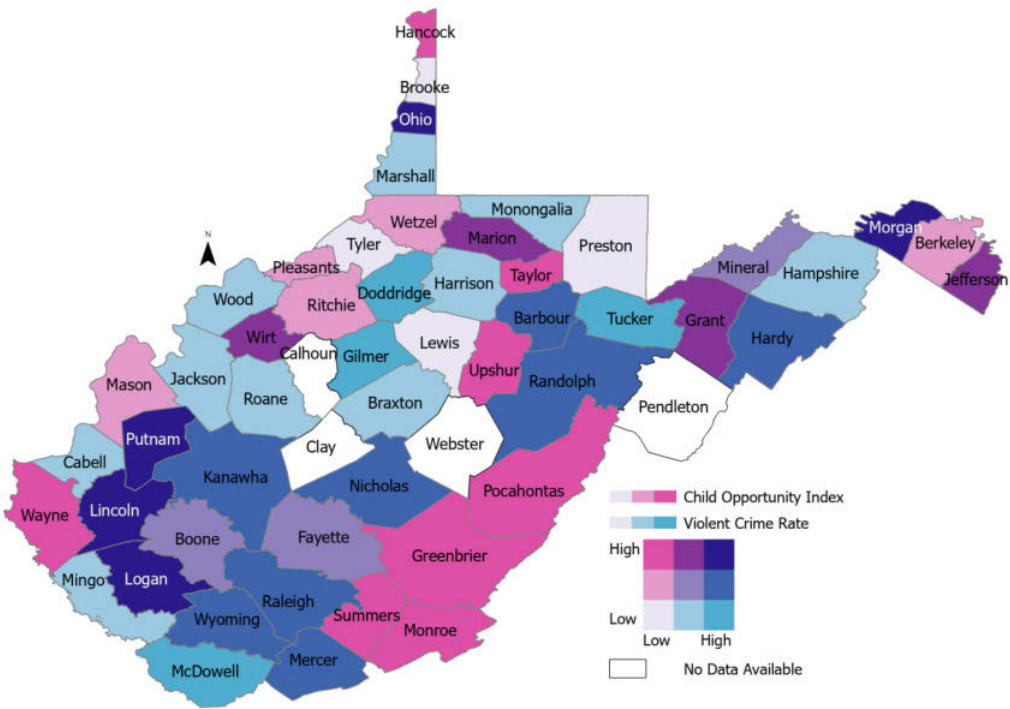 Hancock
Brooke
Ohio
Marshall
Wetzel
Monongalia
Marion
Tyler
Preston
Morgan
Berkeley
Jefferson
N
Pleasants
Taylor
Mineral
Hampshire
Wood
Ritchie
Doddridge
Harrison
Barbour
Tucker
Grant
Hardy
Wirt
Calhoun
Gilmer
Lewis
Upshur
Randolph
Mason
Jackson
Roane
Braxton
Pendleton
Putnam
Clay
Webster
Cabell
Kanawha
Nicholas
Pocahontas
Wayne
Lincoln
Boone
Fayette
Greenbrier
Mingo
Logan
Raleigh
Wyoming
Summers
Monroe
McDowell
Mercer
Child Opportunity Index
Violent Crime Rate
High
Low
Low High
No Data Available